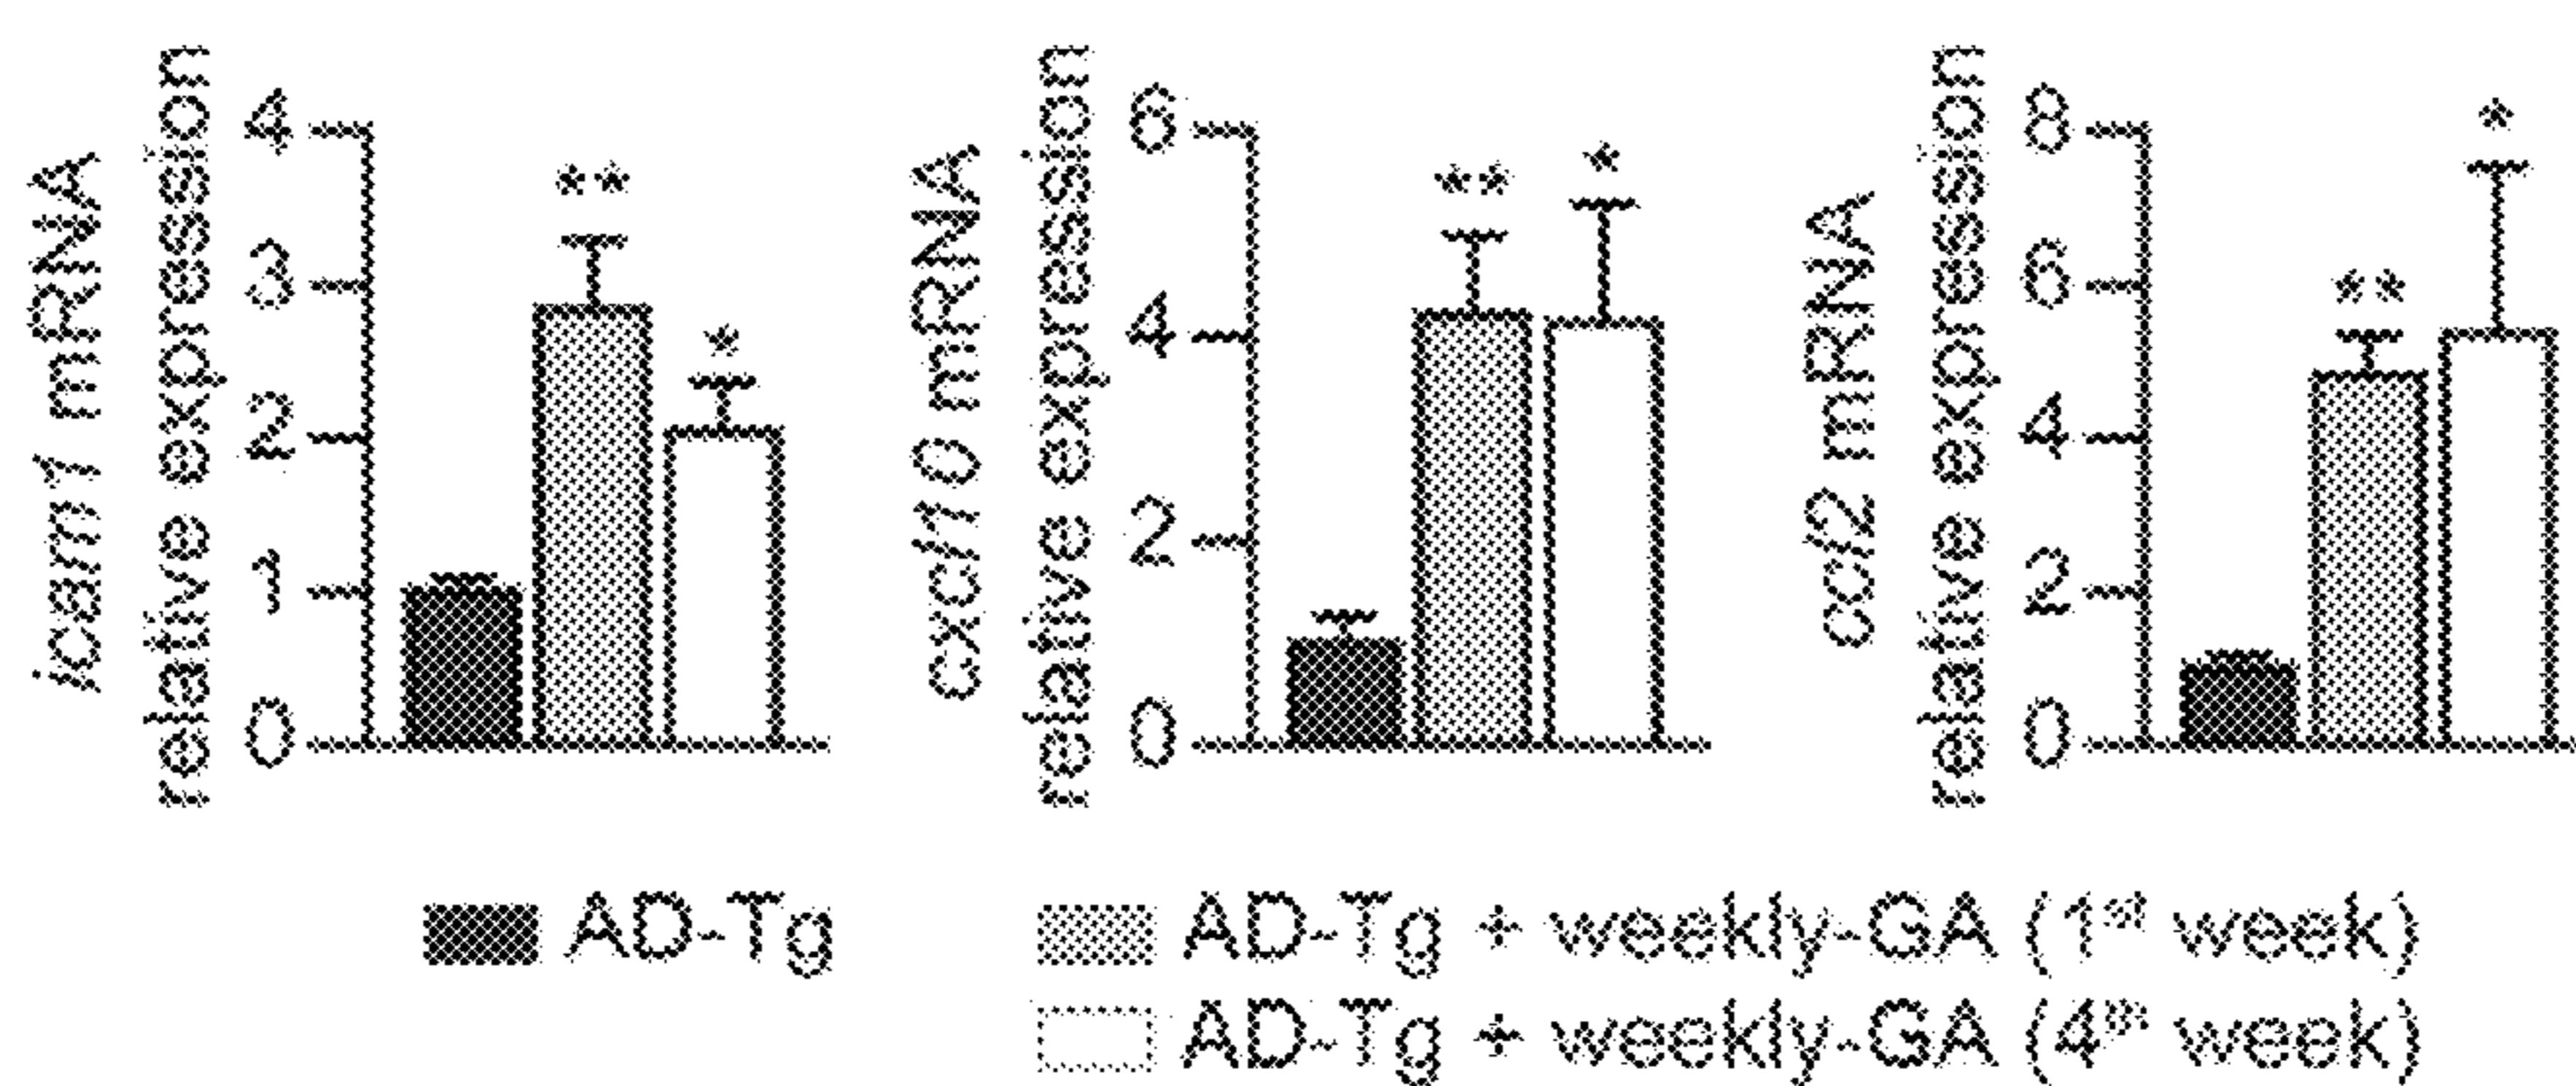 icam1 mRNA
relative expression
4
3
2
1
0
**
*
cxcl10 mRNA
relative expression
6
4
2
0
**
*
ccl2 mRNA
relative expression
8
6
4
2
0
**
*
AD-Tg
AD-Tg + weekly-GA (1st week)
AD-Tg + weekly-GA (4th week)